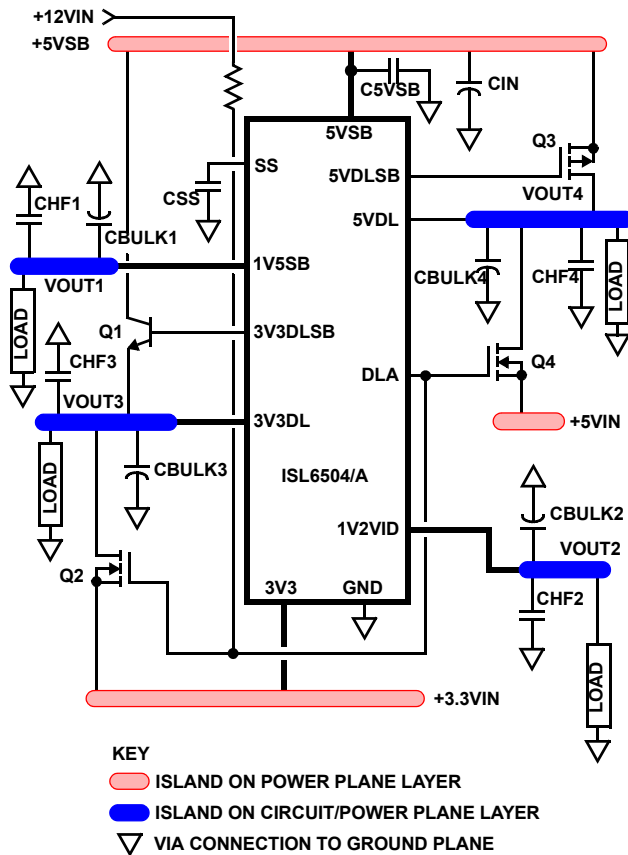 +12VIN
+5VSB
C5VSB
CIN
5VSB
Q3
SS
5VDLSB
VOUT4
CSS
CHF1
CBULK1
5VDL
1V5SB
VOUT1
CBULK4
CHF4
LOAD
LOAD
Q1
3V3DLSB
CHF3
DLA
Q4
VOUT3
3V3DL
+5VIN
LOAD
CBULK3
ISL6504/A
1V2VID
CBULK2
VOUT2
Q2
3V3
GND
CHF2
LOAD
+3.3VIN
KEY
ISLAND ON POWER PLANE LAYER
ISLAND ON CIRCUIT/POWER PLANE LAYER
VIA CONNECTION TO GROUND PLANE